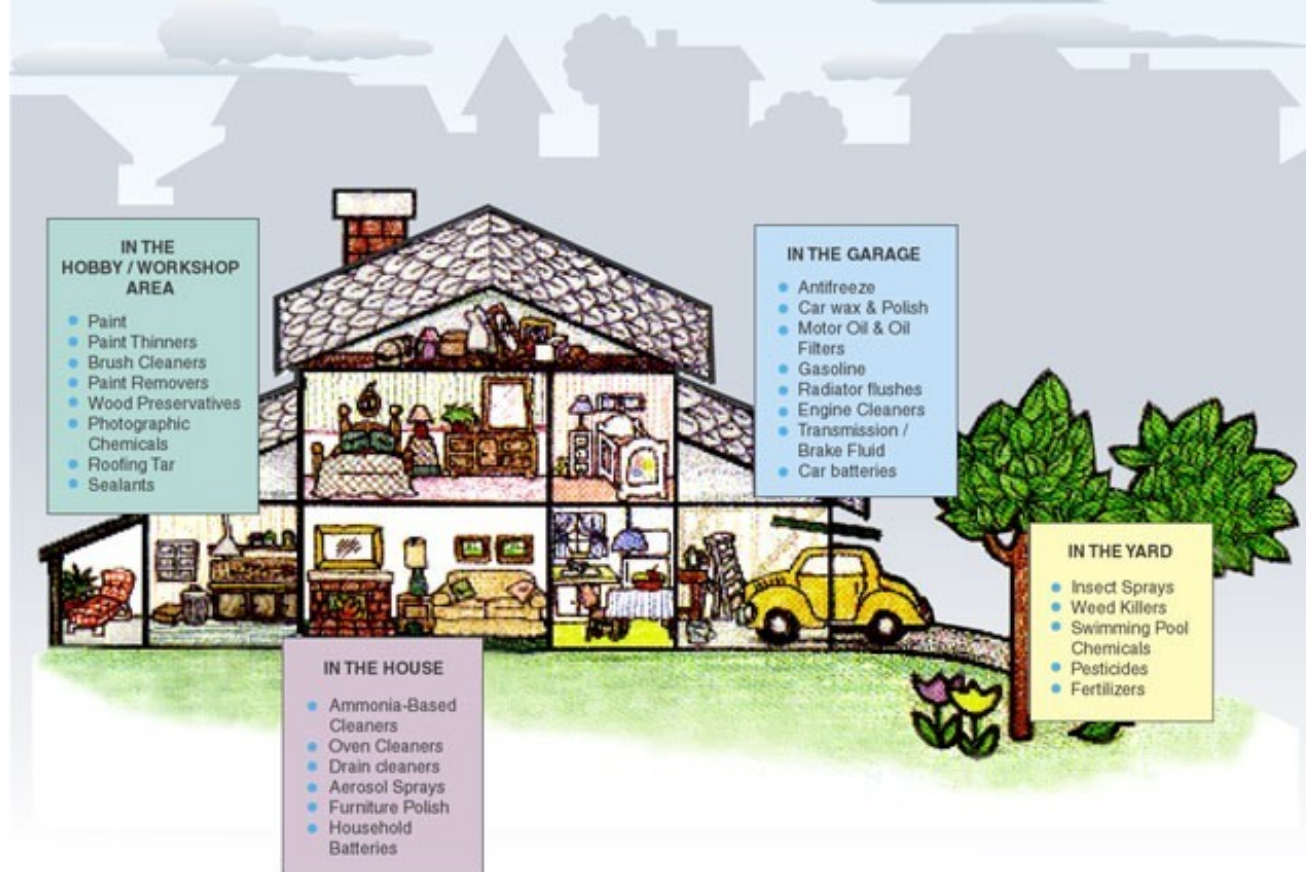 IN THE
HOBBY / WORKSHOP
AREA
Paint
Paint Thinners
Brush Cleaners
Paint Removers
Wood Preservatives
Photographic
Chemicals
Roofing Tar
Sealants
IN THE GARAGE
Antifreeze
Car wax & Polish
Motor Oil & Oil
Filters
Gasoline
Radiator flushes
Engine Cleaners
Transmission /
Brake Fluid
Car batteries
IN THE YARD
Insect Sprays
Weed Killers
Swimming Pool
Chemicals
Pesticides
Fertilizers
IN THE HOUSE
Ammonia-Based
Cleaners
Oven Cleaners
Drain cleaners
Aerosol Sprays
Furniture Polish
Household
Batteries